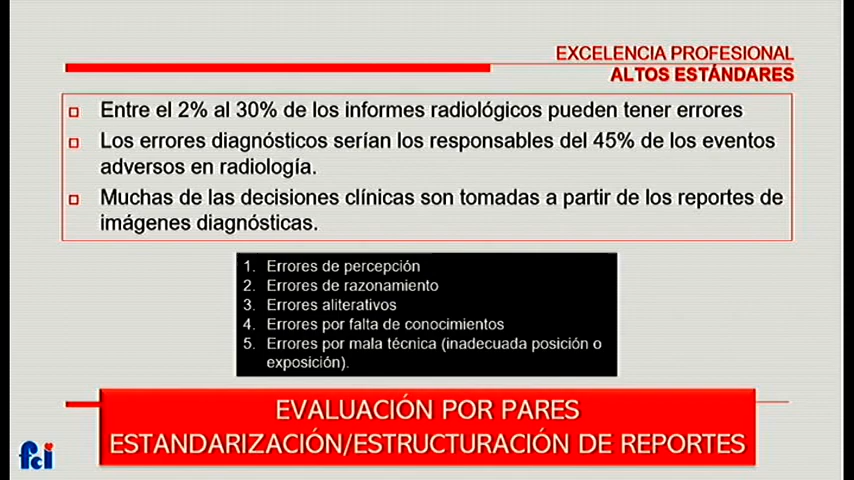 EXCELENCIA PROFESIONAL
ALTOS ESTÁNDARES
Entre el 2% al 30% de los informes radiológicos pueden tener errores
Los errores diagnósticos serían los responsables del 45% de los eventos
adversos en radiología.
Muchas de las decisiones clínicas son tomadas a partir de los reportes de
imágenes diagnósticas.
1. Errores de percepción
2. Errores de razonamiento
3. Errores aliterativos
4. Errores por falta de conocimientos
5. Errores por mala técnica (inadecuada posición o
exposición).
EVALUACIÓN POR PARES
ESTANDARIZACIÓN/ESTRUCTURACIÓN DE REPORTES
fci